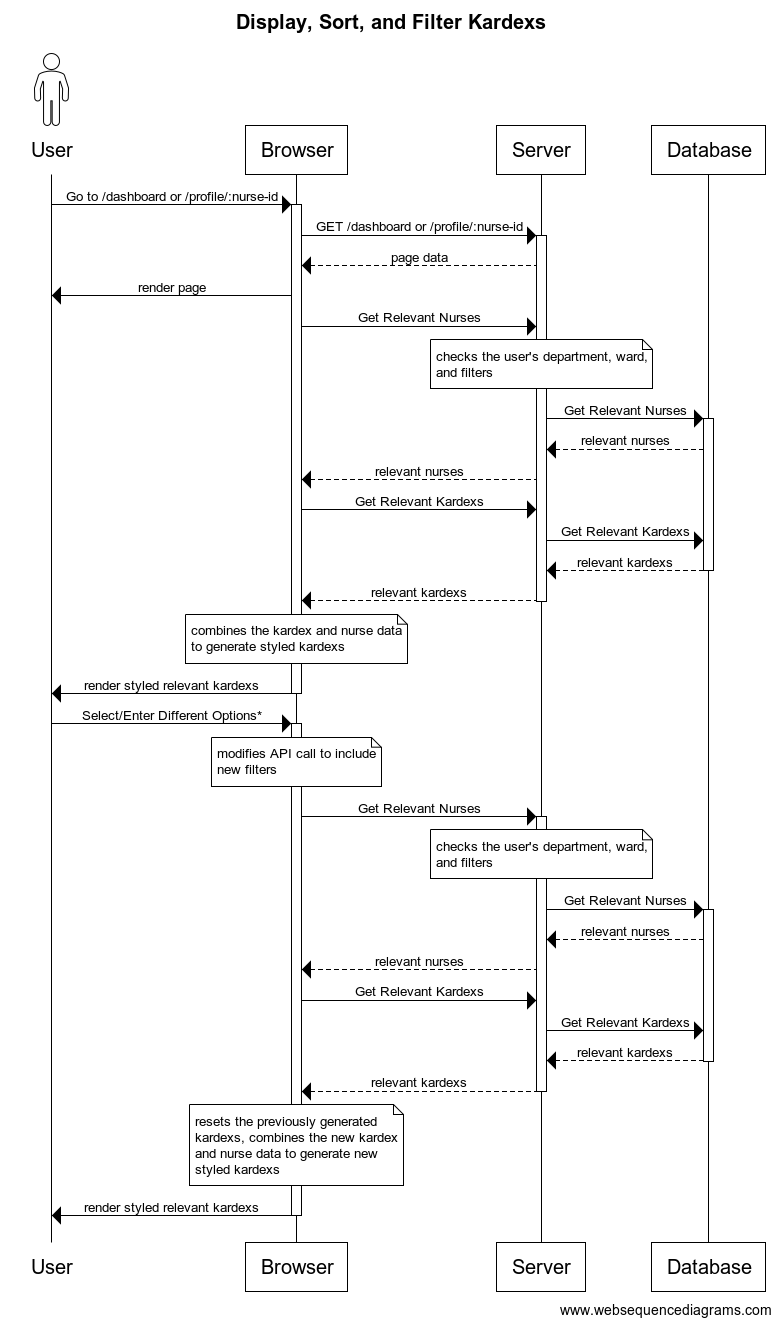 Display, Sort, and Filter Kardexs
User
Browser
Server
Database
Go to /dashboard or /profile/:nurse-id
GET /dashboard or /profile/:nurse-id
page data
render page
Get Relevant Nurses
checks the user's department, ward,
and filters
Get Relevant Nurses
relevant nurses
relevant nurses
Get Relevant Kardexs
Get Relevant Kardexs
relevant kardexs
relevant kardexs
combines the kardex and nurse data
to generate styled kardexs
render styled relevant kardexs
Select/Enter Different Options*
modifies API call to include
new filters
Get Relevant Nurses
checks the user's department, ward,
and filters
Get Relevant Nurses
relevant nurses
relevant nurses
Get Relevant Kardexs
Get Relevant Kardexs
relevant kardexs
relevant kardexs
resets the previously generated
kardexs, combines the new kardex
and nurse data to generate new
styled kardexs
render styled relevant kardexs
User
Browser
Server
Database
www.websequencediagrams.com